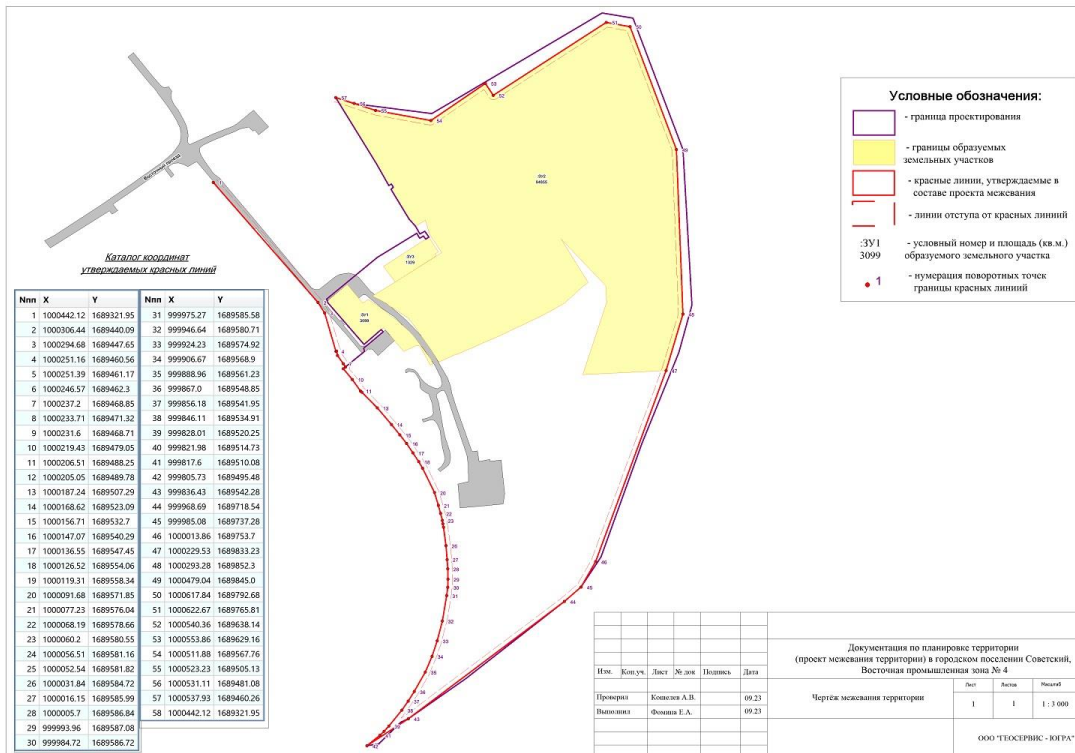 Условные обозначения:
- граница проектирования
- границы образуемых
земельных участков
- красные линии, утверждаемые в
составе проекта межевания
- линии отступа от красных линиий
:ЗУ1 - условный номер и площадь (кв.м.)
3099 образуемого земельного участка
1 - нумерация поворотных точек
границы красных линиий
Каталог координат
утверждаемых красных линий
Nпп X Y Nпп X Y
1 1000442.12 1689321.95 31 999975.27 1689585.58
2 1000306.44 1689440.09 32 999946.64 1689580.71
3 1000294.68 1689447.65 33 999924.23 1689574.92
4 1000251.16 1689460.56 34 999906.67 1689568.9
5 1000251.39 1689461.17 35 999888.96 1689561.23
6 1000246.57 1689462.3 36 999867.0 1689548.85
7 1000237.2 1689468.85 37 999856.18 1689541.95
8 1000233.71 1689471.32 38 999846.11 1689534.91
9 1000231.6 1689468.71 39 999828.01 1689520.25
10 1000219.43 1689479.05 40 999821.98 1689514.73
11 1000206.51 1689488.25 41 999817.6 1689510.08
12 1000205.05 1689489.78 42 999805.73 1689495.48
13 1000187.24 1689507.29 43 999836.43 1689542.28
14 1000168.62 1689523.09 44 999968.69 1689718.54
15 1000156.71 1689532.7 45 999985.08 1689737.28
16 1000147.07 1689540.29 46 1000013.86 1689753.7
17 1000136.55 1689547.45 47 1000229.53 1689833.23
18 1000126.52 1689554.06 48 1000293.28 1689852.3
19 1000119.31 1689558.34 49 1000479.04 1689845.0
20 1000091.68 1689571.85 50 1000617.84 1689792.68
21 1000077.23 1689576.04 51 1000622.67 1689765.81
22 1000068.19 1689578.66 52 1000540.36 1689638.14
23 1000060.2 1689580.55 53 1000553.86 1689629.16
24 1000056.51 1689581.16 54 1000511.88 1689567.76
25 1000052.54 1689581.82 55 1000523.23 1689505.13
26 1000031.84 1689584.72 56 1000531.11 1689481.08
27 1000016.15 1689585.99 57 1000537.93 1689460.26
28 1000005.7 1689586.84 58 1000442.12 1689321.95
29 999993.96 1689587.08
30 999984.72 1689586.72
Документация по планировке территории
(проект межевания территории) в городском поселении Советский,
Восточная промышленная зона № 4
Изм. Кол.уч. Лист № док Подпись Дата
Проверил Кошелев А.В. 09.23
Выполнил Фомина Е.А. 09.23
Чертёж межевания территории
Лист Листов Масштаб
1 1 1 : 3 000
ООО "ГЕОСЕРВИС - ЮГРА"